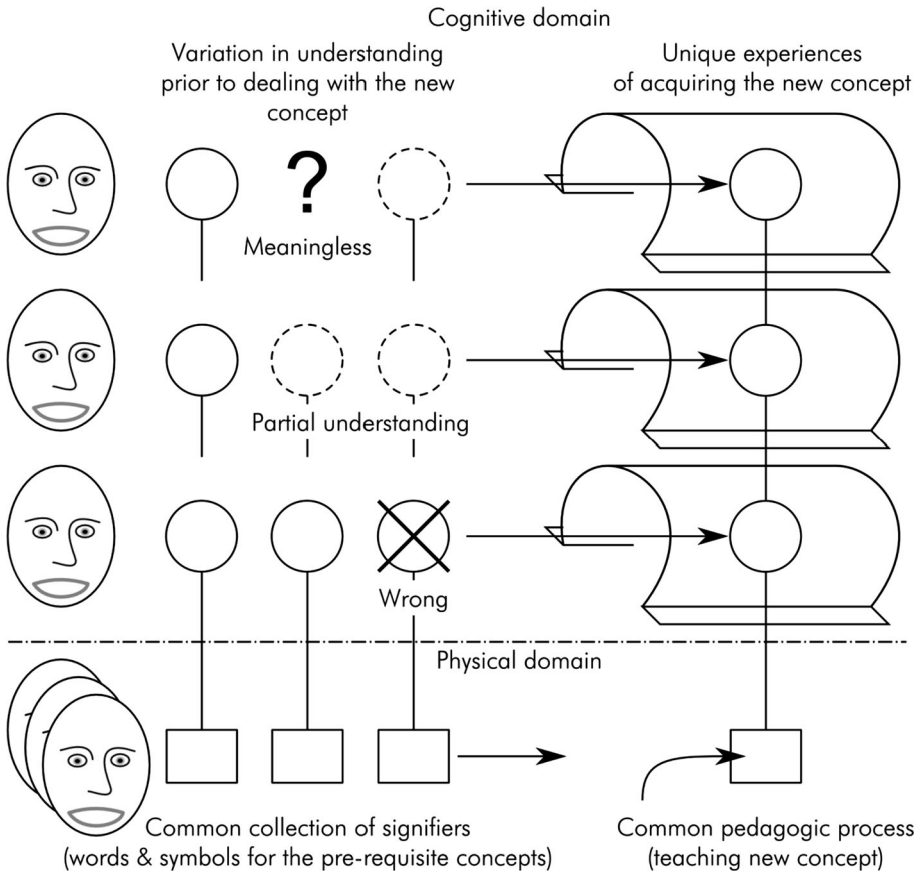 Cognitive domain
Variation in understanding
prior to dealing with the new
concept
Unique experiences
of acquiring the new concept
?
Meaningless
Partial understanding
Wrong
Physical domain
Common collection of signifiers
(words & symbols for the pre-requisite concepts)
Common pedagogic process
(teaching new concept)